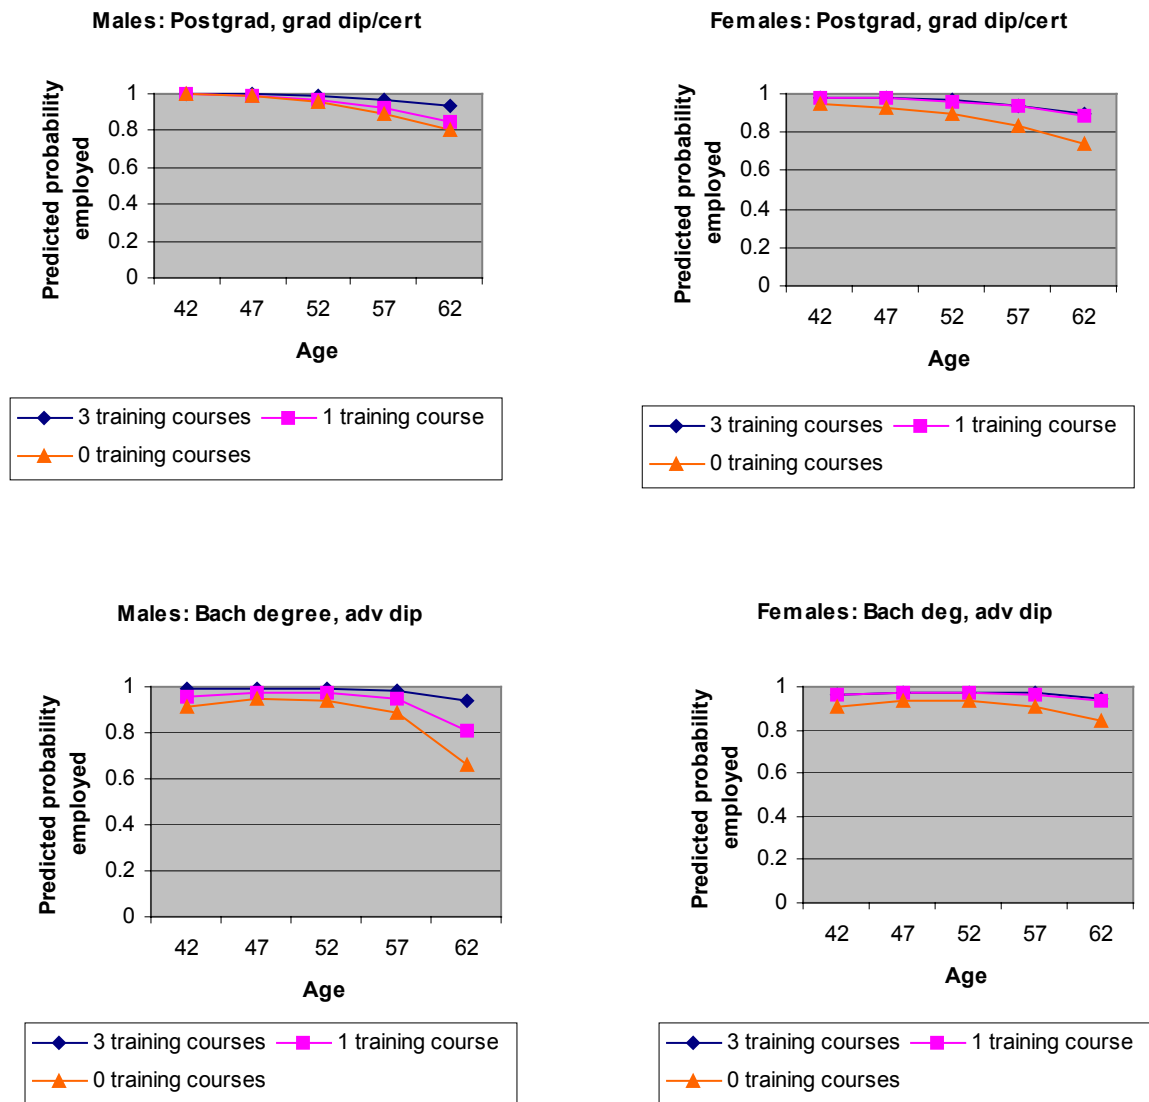 Males: Postgrad, grad dip/cert
Predicted probability
employed
1
0.8
0.6
0.4
0.2
0
42 47 52 57 62
Age
3 training courses 1 training course
0 training courses
Females: Postgrad, grad dip/cert
Predicted probability
employed
1
0.8
0.6
0.4
0.2
0
42 47 52 57 62
Age
3 training courses 1 training course
0 training courses
Males: Bach degree, adv dip
Predicted probability
employed
1
0.8
0.6
0.4
0.2
0
42 47 52 57 62
Age
3 training courses 1 training course
0 training courses
Females: Bach deg, adv dip
Predicted probability
employed
1
0.8
0.6
0.4
0.2
0
42 47 52 57 62
Age
3 training courses 1 training course
0 training courses